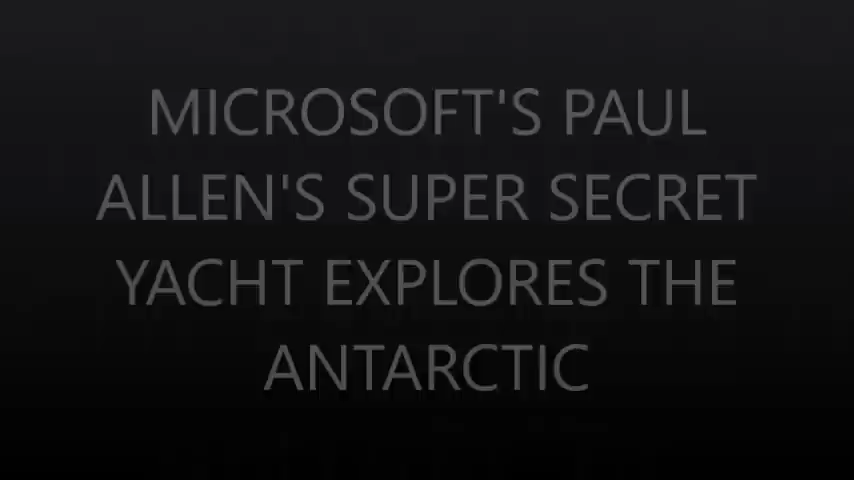 MICROSOFT'S PAUL
ALLEN'S SUPER SECRET
YACHT EXPLORES THE
ANTARCTIC